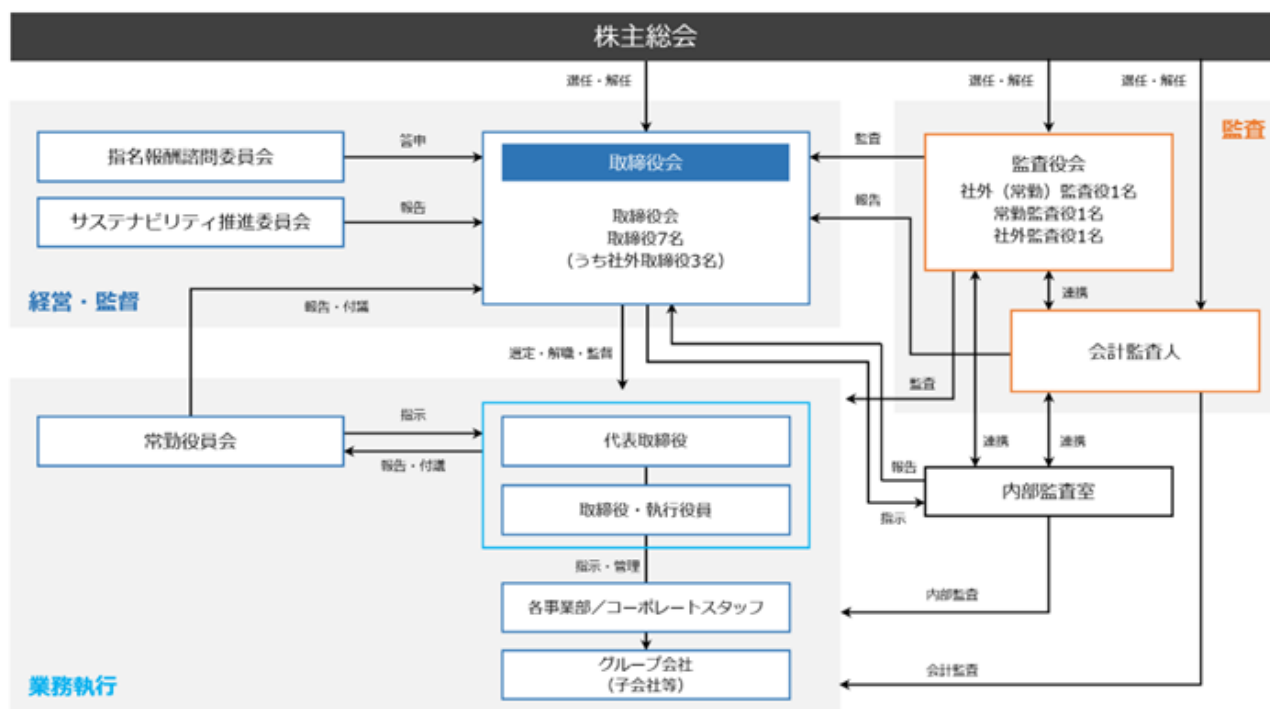 株主総会
選任・解任
選任・解任
選任・解任
監査
指名報酬諮問委員会
答申
サステナビリティ推進委員会
報告
取締役会
取締役会
取締役7名
(うち社外取締役3名)
監査
報告
監査役会
社外(常勤)監査役1名
常勤監査役1名
社外監査役1名
経営・監督
報告・付議
連携
会計監査人
選定・解職・監督
監査
常勤役員会
指示
報告・付議
代表取締役
取締役・執行役員
連携
連携
報告
内部監査室
指示
指示・管理
各事業部/コーポレートスタッフ
内部監査
グループ会社
(子会社等)
会計監査
業務執行